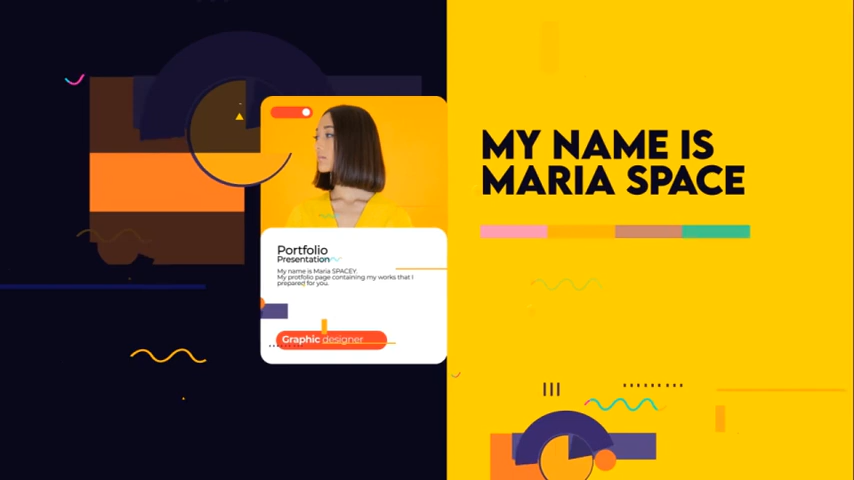 MY NAME IS
MARIA SPACE
Portfolio
Presentation
My name is Maria SPACEY.
My protfolio page containing my works that I
prepared for you.
Graphic designer